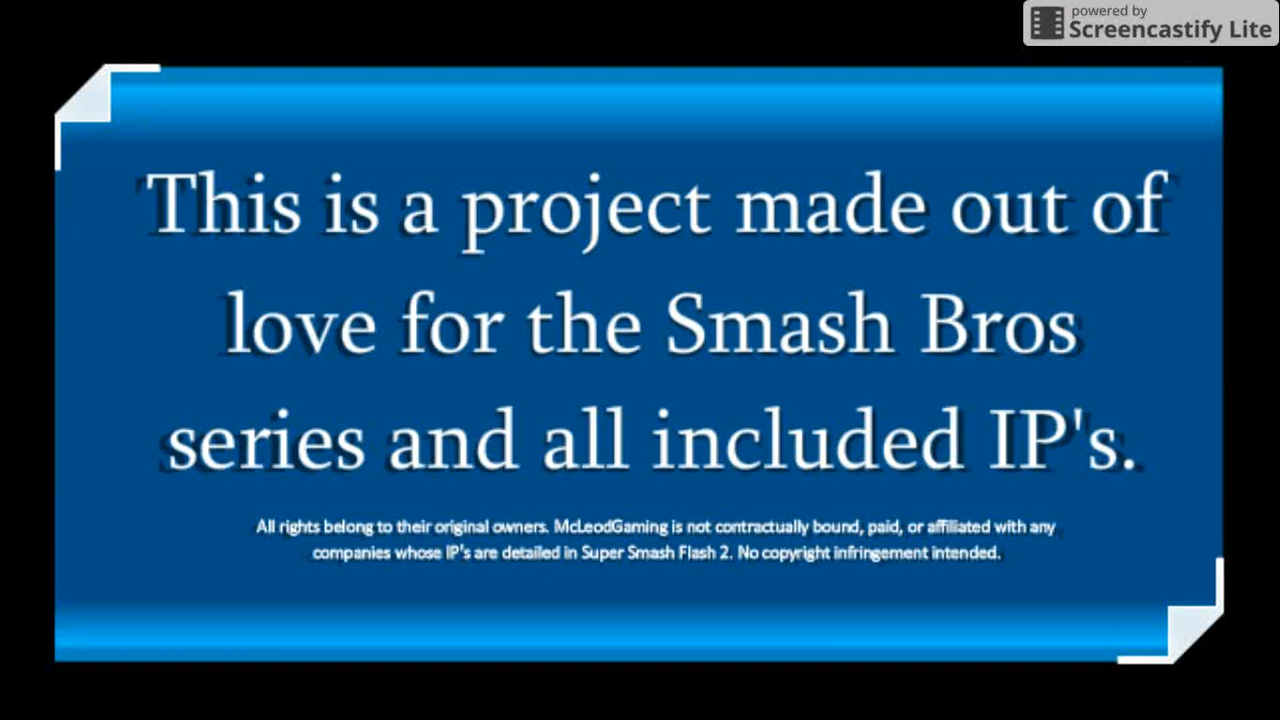 powered by
Screencastify Lite
This is a project made out of
love for the Smash Bros
series and all included IP's.
All rights belong to their original owners. McLeodGaming is not contractually bound, paid, or affiliated with any
companies whose IP's are detailed in Super Smash Flash 2. No copyright infringement intended.